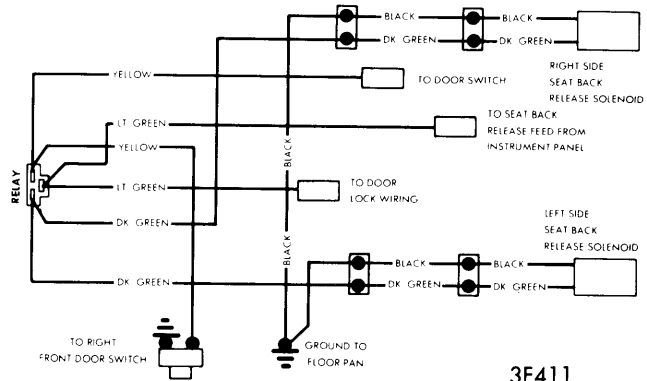 BLACK BLACK
DK GREEN DK GREEN
RIGHT SIDE
SEAT BACK
RELEASE SOLENOID
YELLOW
TO DOOR SWITCH
LT GREEN
TO SEAT BACK
RELEASE FEED FROM
INSTRUMENT PANEL
YELLOW
BLACK
RELAY
LT GREEN
TO DOOR
LOCK WIRING
DK GREEN
LEFT SIDE
SEAT BACK
RELEASE SOLENOID
BLACK
BLACK BLACK
DK GREEN
DK GREEN DK GREEN
TO RIGHT
FRONT DOOR SWITCH
GROUND TO
FLOOR PAN
3E411